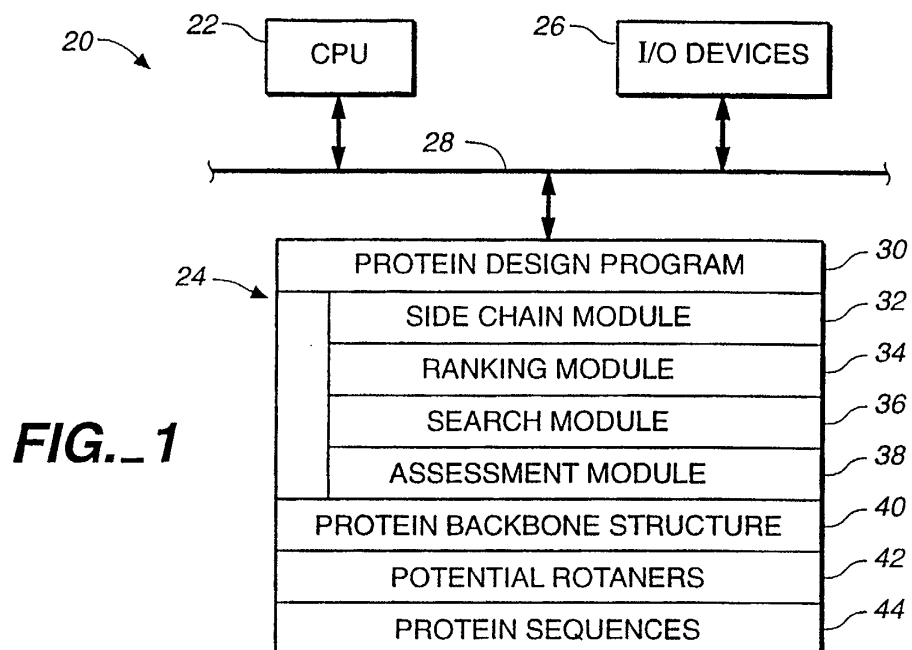 20
22
CPU
26
I/O DEVICES
28
PROTEIN DESIGN PROGRAM
30
24
SIDE CHAIN MODULE
32
RANKING MODULE
34
SEARCH MODULE
36
FIG._1
ASSESSMENT MODULE
38
PROTEIN BACKBONE STRUCTURE
40
POTENTIAL ROTANERS
42
PROTEIN SEQUENCES
44